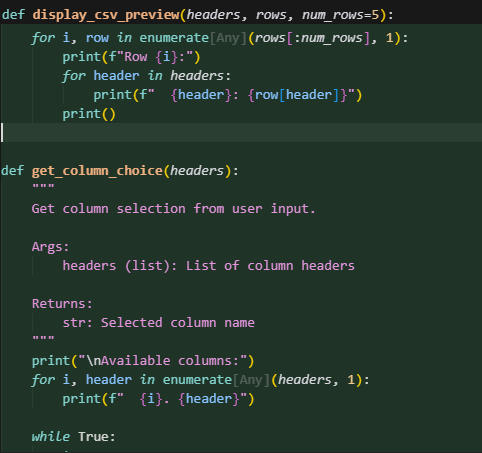 def display_csv_preview(headers, rows, num_rows=5):
    for i, row in enumerate[Any](rows[:num_rows], 1):
        print(f"Row {i}:")
        for header in headers:
            print(f"  {header}: {row[header]}")
        print()

def get_column_choice(headers):
    """
    Get column selection from user input.

    Args:
        headers (list): List of column headers

    Returns:
        str: Selected column name
    """
    print("\nAvailable columns:")
    for i, header in enumerate[Any](headers, 1):
        print(f"  {i}. {header}")

    while True: